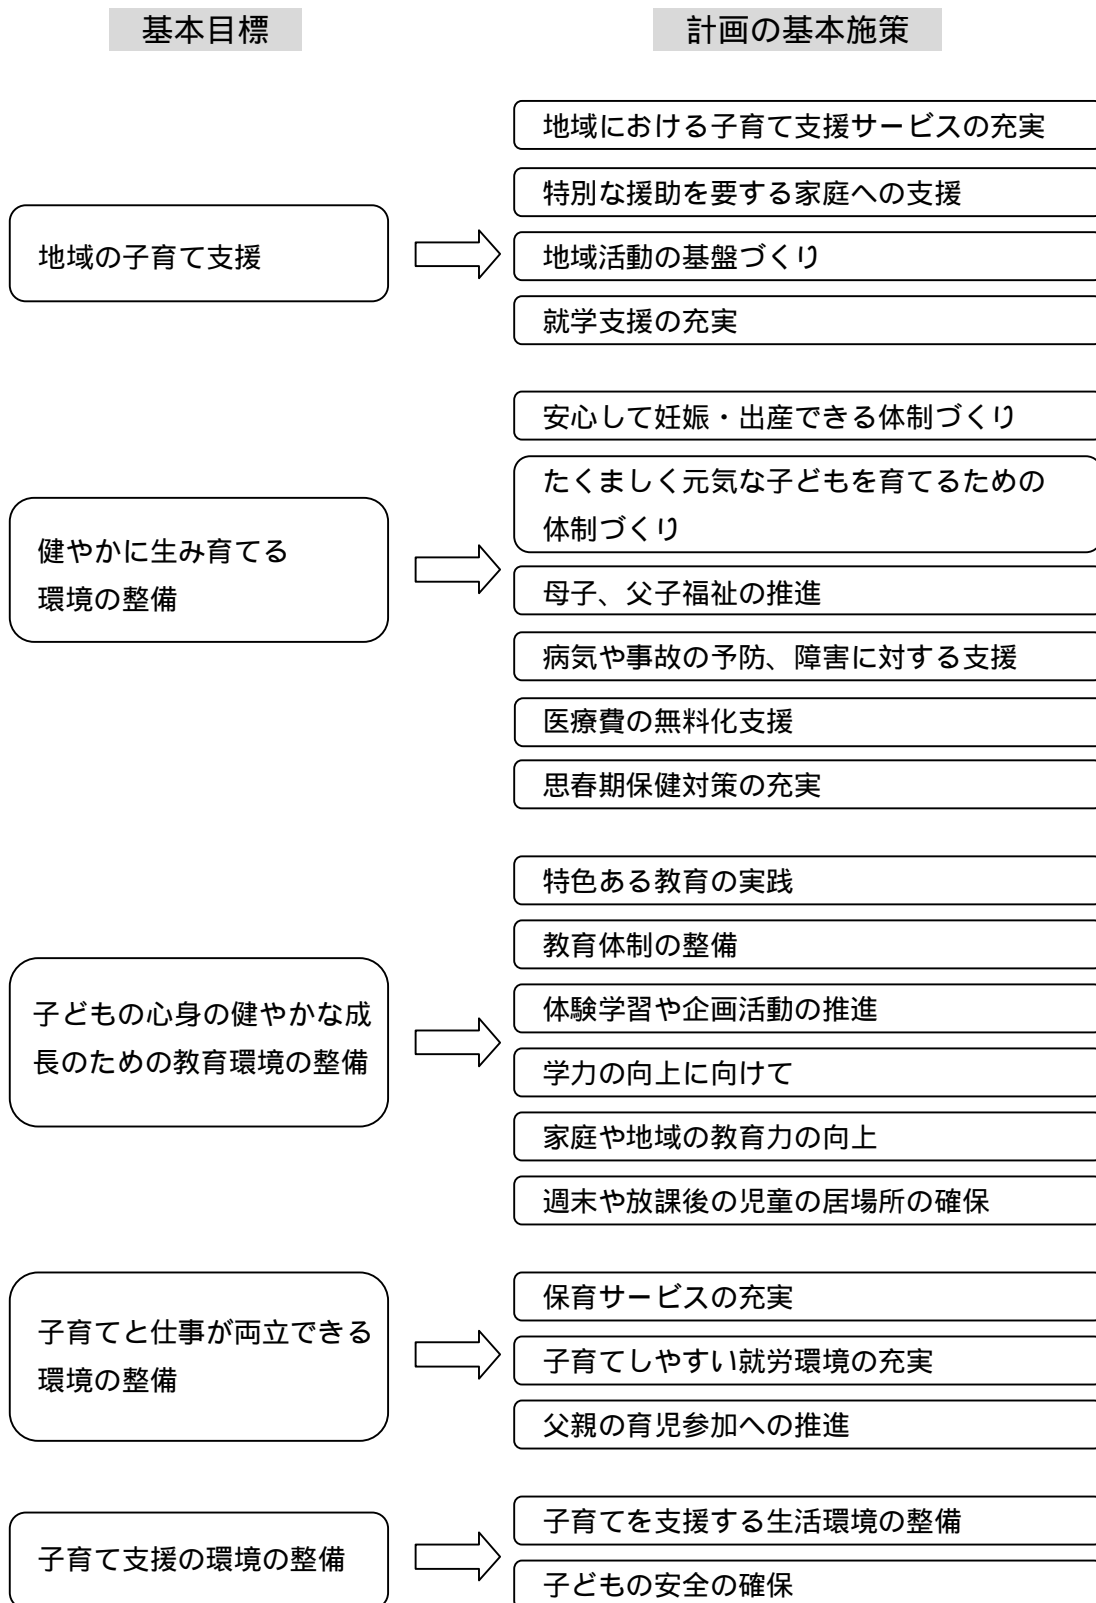 基本目標
計画の基本施策
地域の子育て支援
地域における子育て支援サービスの充実
特別な援助を要する家庭への支援
地域活動の基盤づくり
就学支援の充実
健やかに生み育てる
環境の整備
安心して妊娠・出産できる体制づくり
たくましく元気な子どもを育てるための
体制づくり
母子、父子福祉の推進
病気や事故の予防、障害に対する支援
医療費の無料化支援
思春期保健対策の充実
子どもの心身の健やかな成
長のための教育環境の整備
特色ある教育の実践
教育体制の整備
体験学習や企画活動の推進
学力の向上に向けて
家庭や地域の教育力の向上
週末や放課後の児童の居場所の確保
子育てと仕事が両立できる
環境の整備
保育サービスの充実
子育てしやすい就労環境の充実
父親の育児参加への推進
子育て支援の環境の整備
子育てを支援する生活環境の整備
子どもの安全の確保